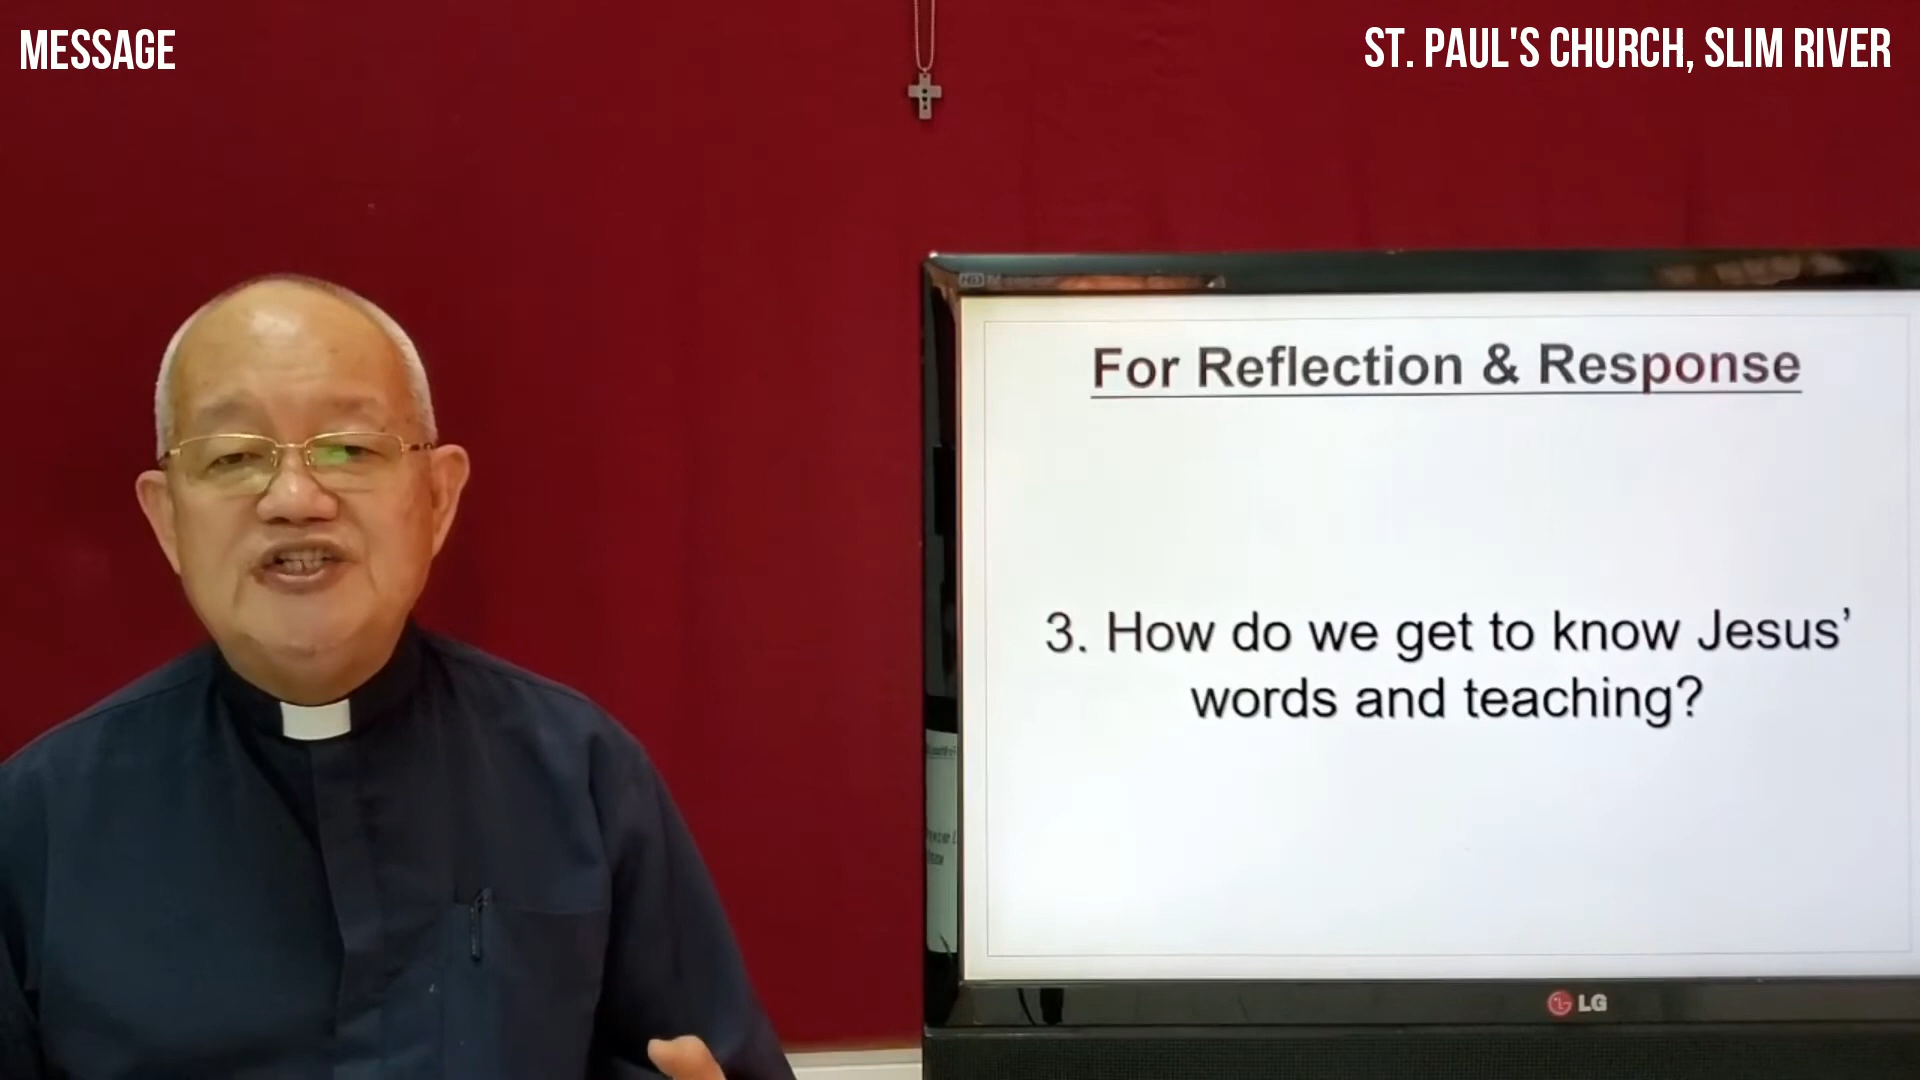 MESSAGE
ST. PAUL'S CHURCH, SLIM RIVER
For Reflection & Response
3. How do we get to know Jesus’
words and teaching?
LG